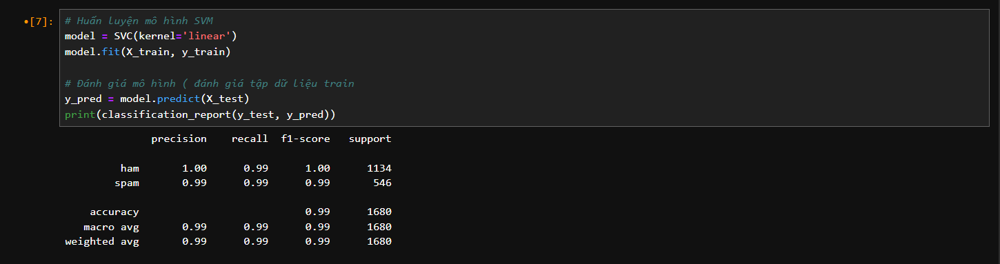 •[7]:
# Huấn luyện mô hình SVM
model = SVC(kernel='linear')
model.fit(X_train, y_train)
# Đánh giá mô hình ( đánh giá tập dữ liệu train
y_pred = model.predict(X_test)
print(classification_report(y_test, y_pred))
precision recall f1-score support
ham 1.00 0.99 1.00 1134
spam 0.99 0.99 0.99 546
accuracy 0.99 1680
macro avg 0.99 0.99 0.99 1680
weighted avg 0.99 0.99 0.99 1680